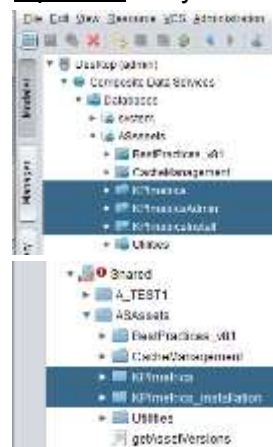 File Edit View Resource VCS Administration
Desktop (admin)
Composite Data Services
Databases
system
ASAssets
BestPractices_v81
CacheManagement
KPImetrics
KPImetricsAdmin
KPImetricsInstall
Utilities
Manager
Shared
A_TEST1
ASAssets
BestPractices_v81
CacheManagement
KPImetrics
KPImetrics_installation
Utilities
getAssetVersions